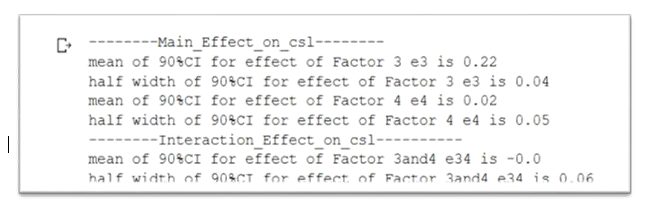 --------Main_Effect_on_csl--------
mean of 90%CI for effect of Factor 3 e3 is 0.22
half width of 90%CI for effect of Factor 3 e3 is 0.04
mean of 90%CI for effect of Factor 4 e4 is 0.02
half width of 90%CI for effect of Factor 4 e4 is 0.05
--------Interaction_Effect_on_csl----------
mean of 90%CI for effect of Factor 3and4 e34 is -0.0
half width of 90%CI for effect of Factor 3and4 e34 is 0.06